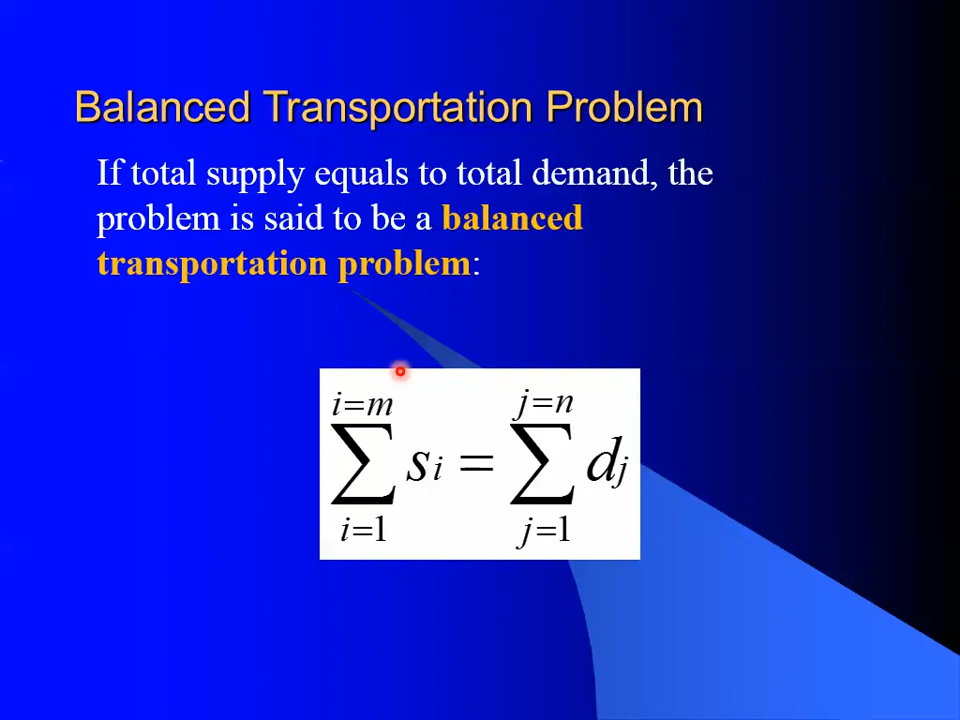 Balanced Transportation Problem
If total supply equals to total demand, the
problem is said to be a balanced
transportation problem:
i=m j=n
∑ si = ∑ dj
i=1 j=1